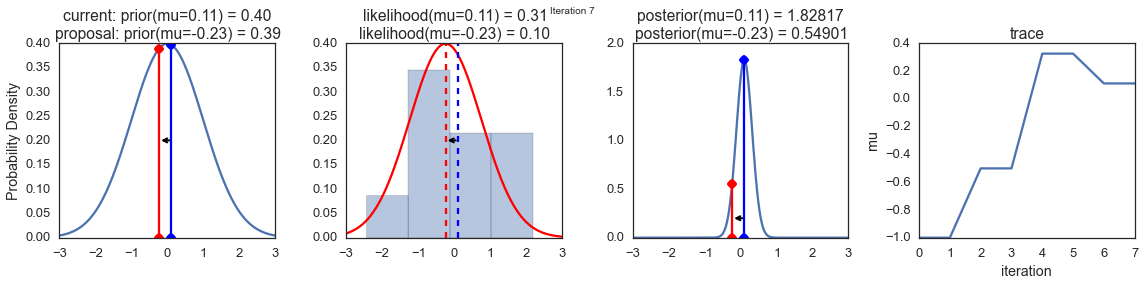 current: prior(mu=0.11) = 0.40
proposal: prior(mu=-0.23) = 0.39
likelihood(mu=0.11) = 0.31
likelihood(mu=-0.23) = 0.10
Iteration 7
posterior(mu=0.11) = 1.82817
posterior(mu=-0.23) = 0.54901
trace
Probability Density
0.40
0.35
0.30
0.25
0.20
0.15
0.10
0.05
0.00
−3 −2 −1 0 1 2 3
0.40
0.35
0.30
0.25
0.20
0.15
0.10
0.05
0.00
−3 −2 −1 0 1 2 3
2.0
1.5
1.0
0.5
0.0
−3 −2 −1 0 1 2 3
mu
0.4
0.2
0.0
−0.2
−0.4
−0.6
−0.8
−1.0
0 1 2 3 4 5 6 7
iteration